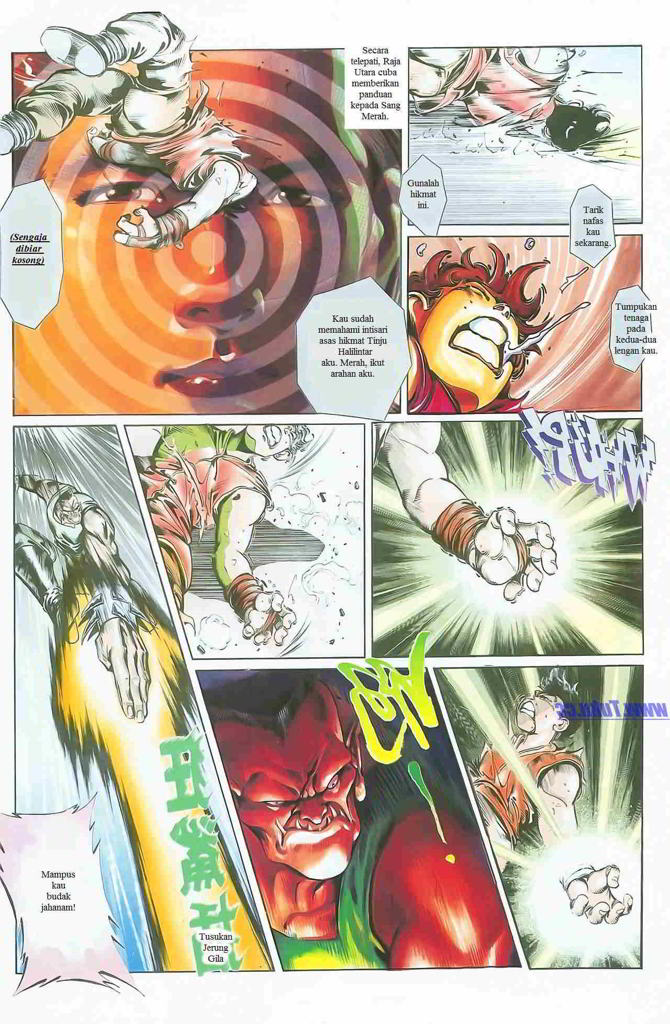 Secara
telepati, Raja
Utara cuba
memberikan
panduan
kepada Sang
Merah.
Gunalah
hikmat
ini.
Tarik
nafas
kau
sekarang.
(Sengaja
dibiar
kosong)
Kau sudah
memahami intisari
asas hikmat Tinju
Halilintar
aku. Merah, ikut
arahan aku.
Tumpukan
tenaga
pada
kedua-dua
lengan kau.
www.Tuku.cc
Mampus
kau
budak
jahanam!
Tusukan
Jerung
Gila